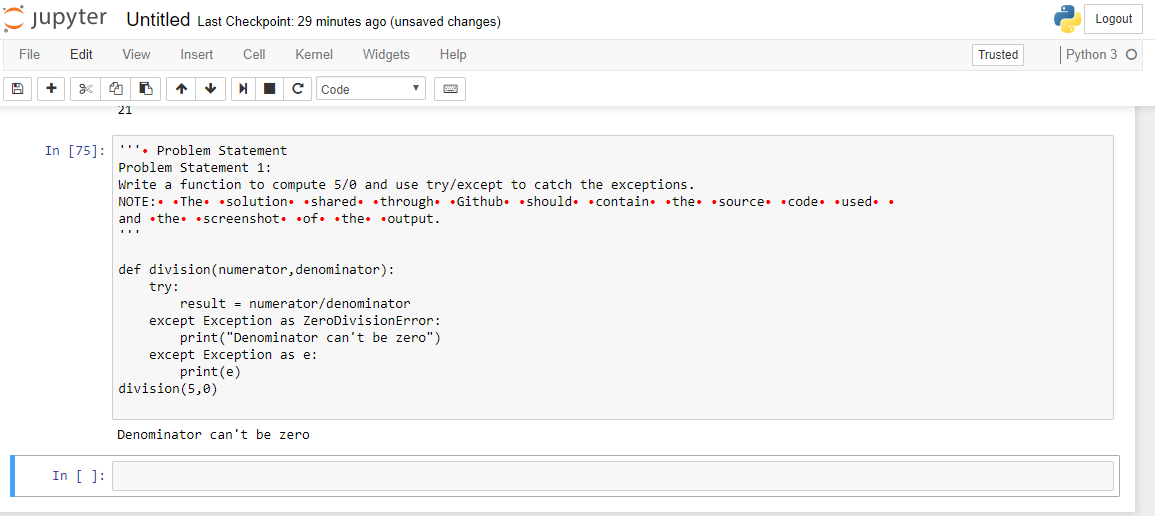 jupyter Untitled Last Checkpoint: 29 minutes ago (unsaved changes) Logout
File Edit View Insert Cell Kernel Widgets Help Trusted Python 3
Code
21
In [75]: '''• Problem Statement
Problem Statement 1:
Write a function to compute 5/0 and use try/except to catch the exceptions.
NOTE:• •The• •solution• •shared• •through• •Github• •should• •contain• •the• •source• •code• •used• •
and •the• •screenshot• •of• •the• •output.
'''
def division(numerator,denominator):
    try:
        result = numerator/denominator
    except Exception as ZeroDivisionError:
        print("Denominator can't be zero")
    except Exception as e:
        print(e)
division(5,0)
Denominator can't be zero
In [ ]: